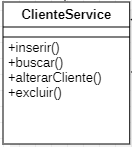 ClienteService
+inserir()
+buscar()
+alterarCliente()
+excluir()